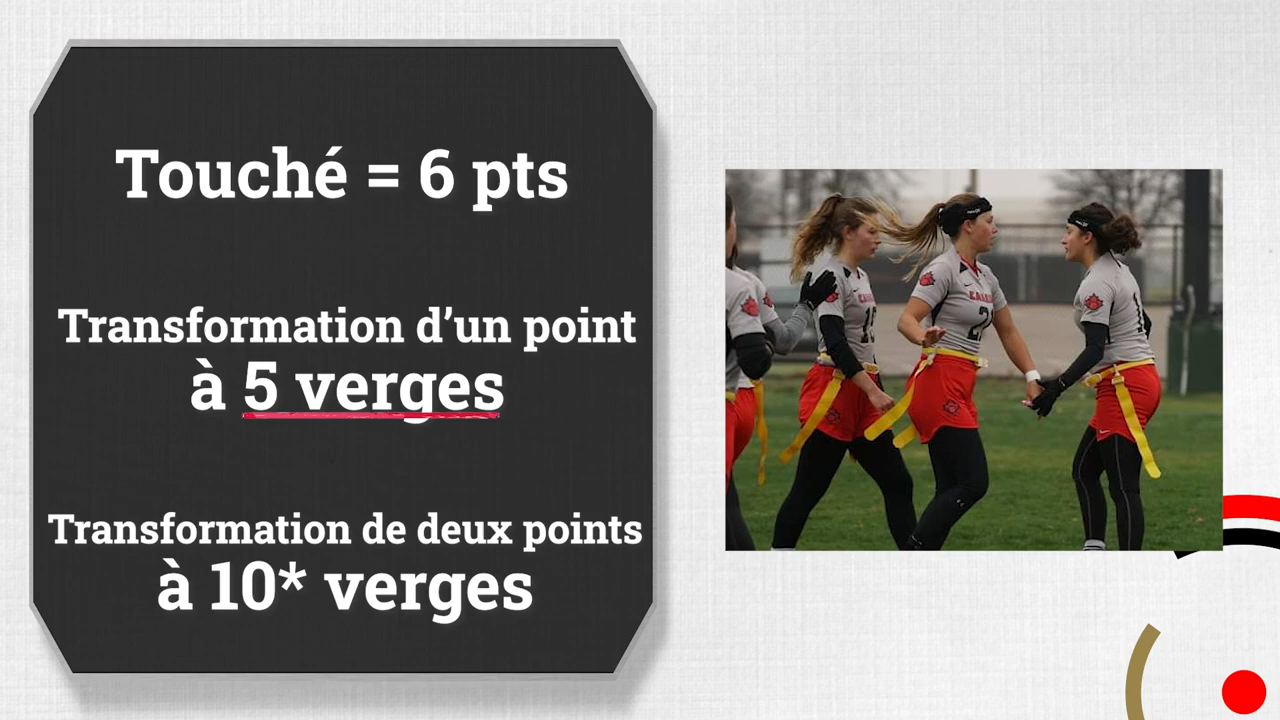 Touché = 6 pts
Transformation d’un point
à 5 verges
Transformation de deux points
à 10* verges